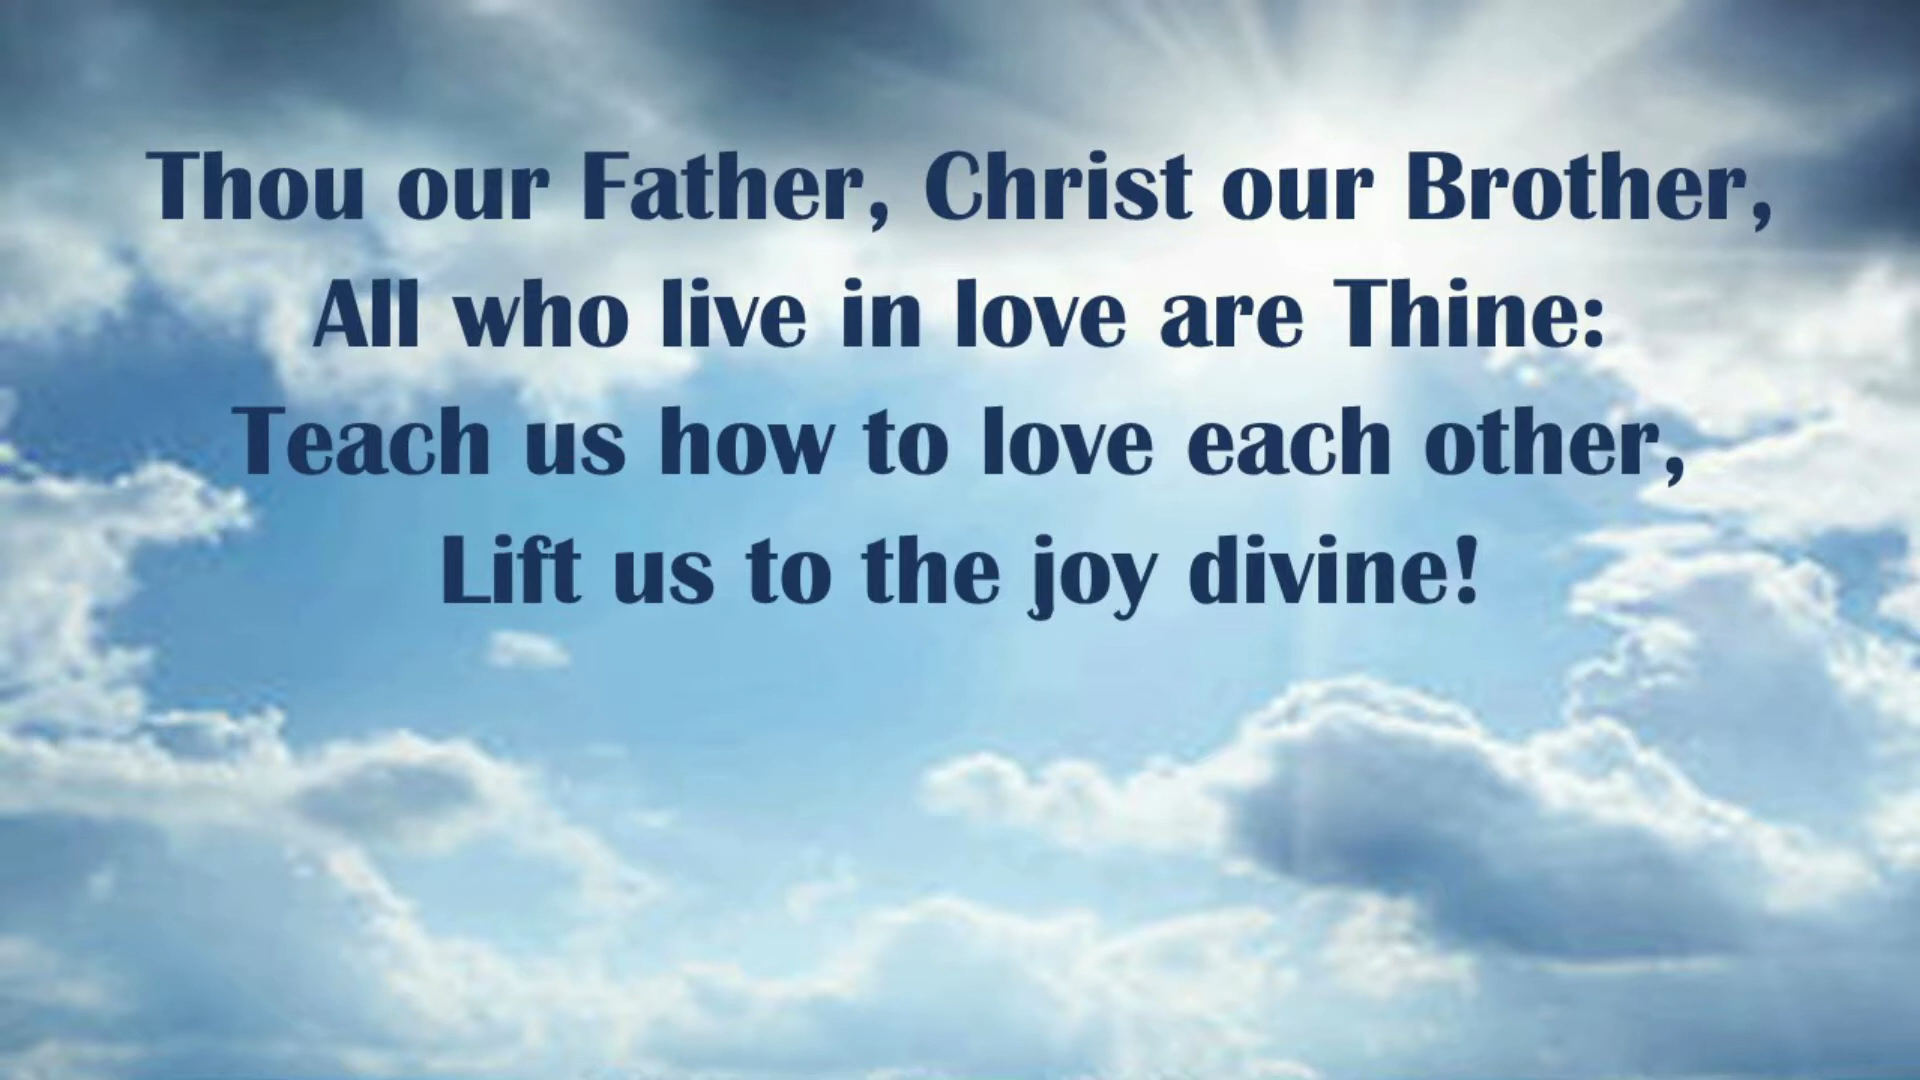 Thou our Father, Christ our Brother,
All who live in love are Thine:
Teach us how to love each other,
Lift us to the joy divine!